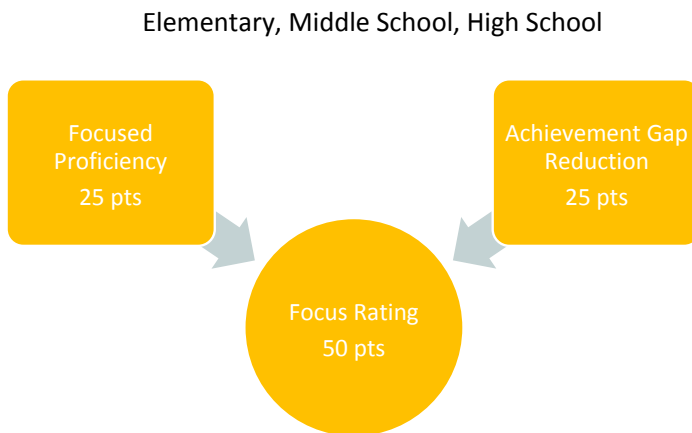 Elementary, Middle School, High School
Focused
Proficiency
25 pts
Achievement Gap
Reduction
25 pts
Focus Rating
50 pts